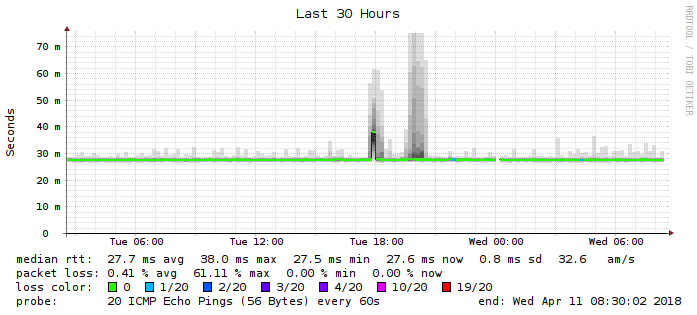 Last 30 Hours
RRDTOOL / TOBI OETIKER
Seconds
70 m
60 m
50 m
40 m
30 m
20 m
10 m
0
Tue 06:00 Tue 12:00 Tue 18:00 Wed 00:00 Wed 06:00
median rtt: 27.7 ms avg 38.0 ms max 27.5 ms min 27.6 ms now 0.8 ms sd 32.6 am/s
packet loss: 0.41 % avg 61.11 % max 0.00 % min 0.00 % now
loss color: 0 1/20 2/20 3/20 4/20 10/20 19/20
probe: 20 ICMP Echo Pings (56 Bytes) every 60s end: Wed Apr 11 08:30:02 2018